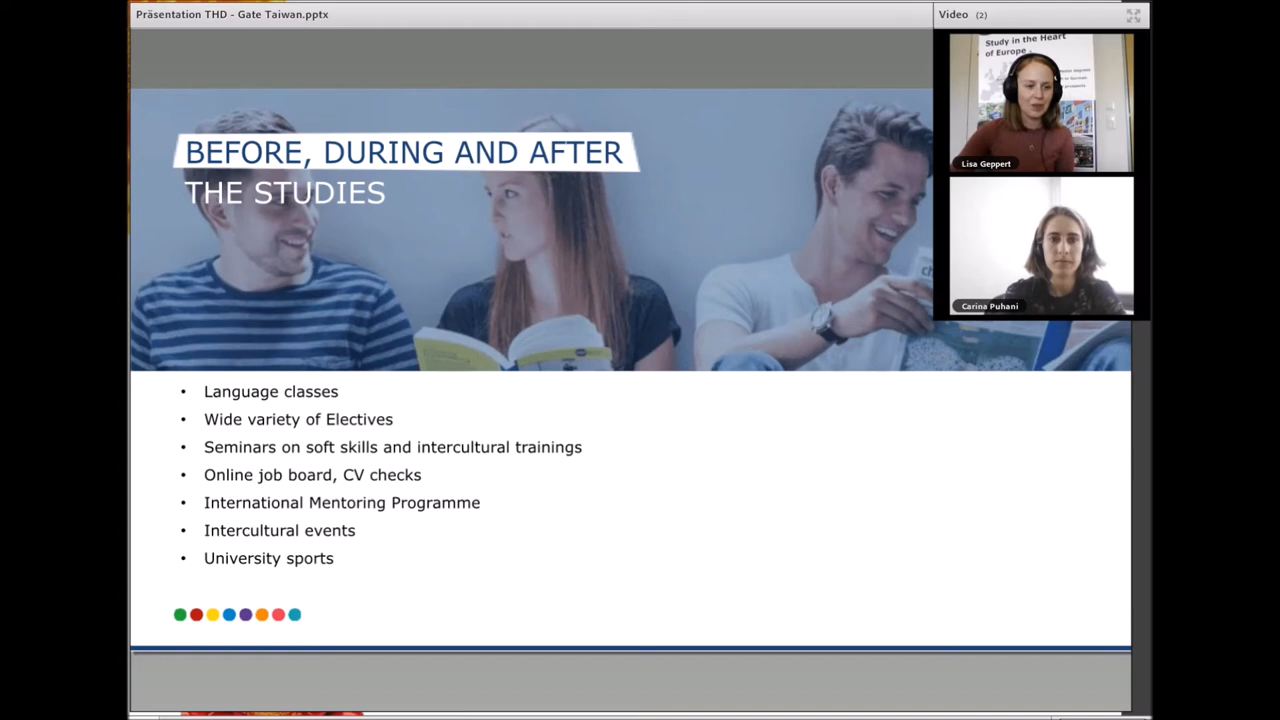 Präsentation THD - Gate Taiwan.pptx
Video (2)
Study in the Heart
of Europe
Lisa Geppert
Carina Puhani
BEFORE, DURING AND AFTER
THE STUDIES
• Language classes
• Wide variety of Electives
• Seminars on soft skills and intercultural trainings
• Online job board, CV checks
• International Mentoring Programme
• Intercultural events
• University sports